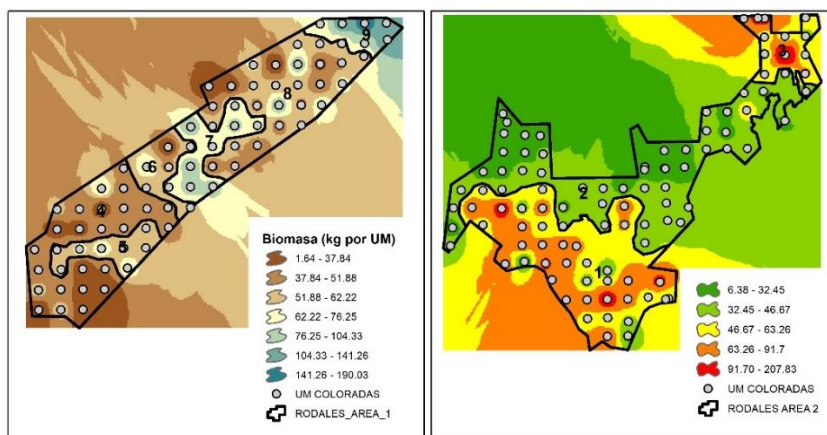 9
8
7
6
4
5
Biomasa (kg por UM)
1.64 - 37.84
37.84 - 51.88
51.88 - 62.22
62.22 - 76.25
76.25 - 104.33
104.33 - 141.26
141.26 - 190.03
UM COLORADAS
RODALES_AREA_1
3
2
1
6.38 - 32.45
32.45 - 46.67
46.67 - 63.26
63.26 - 91.7
91.70 - 207.83
UM COLORADAS
RODALES AREA 2